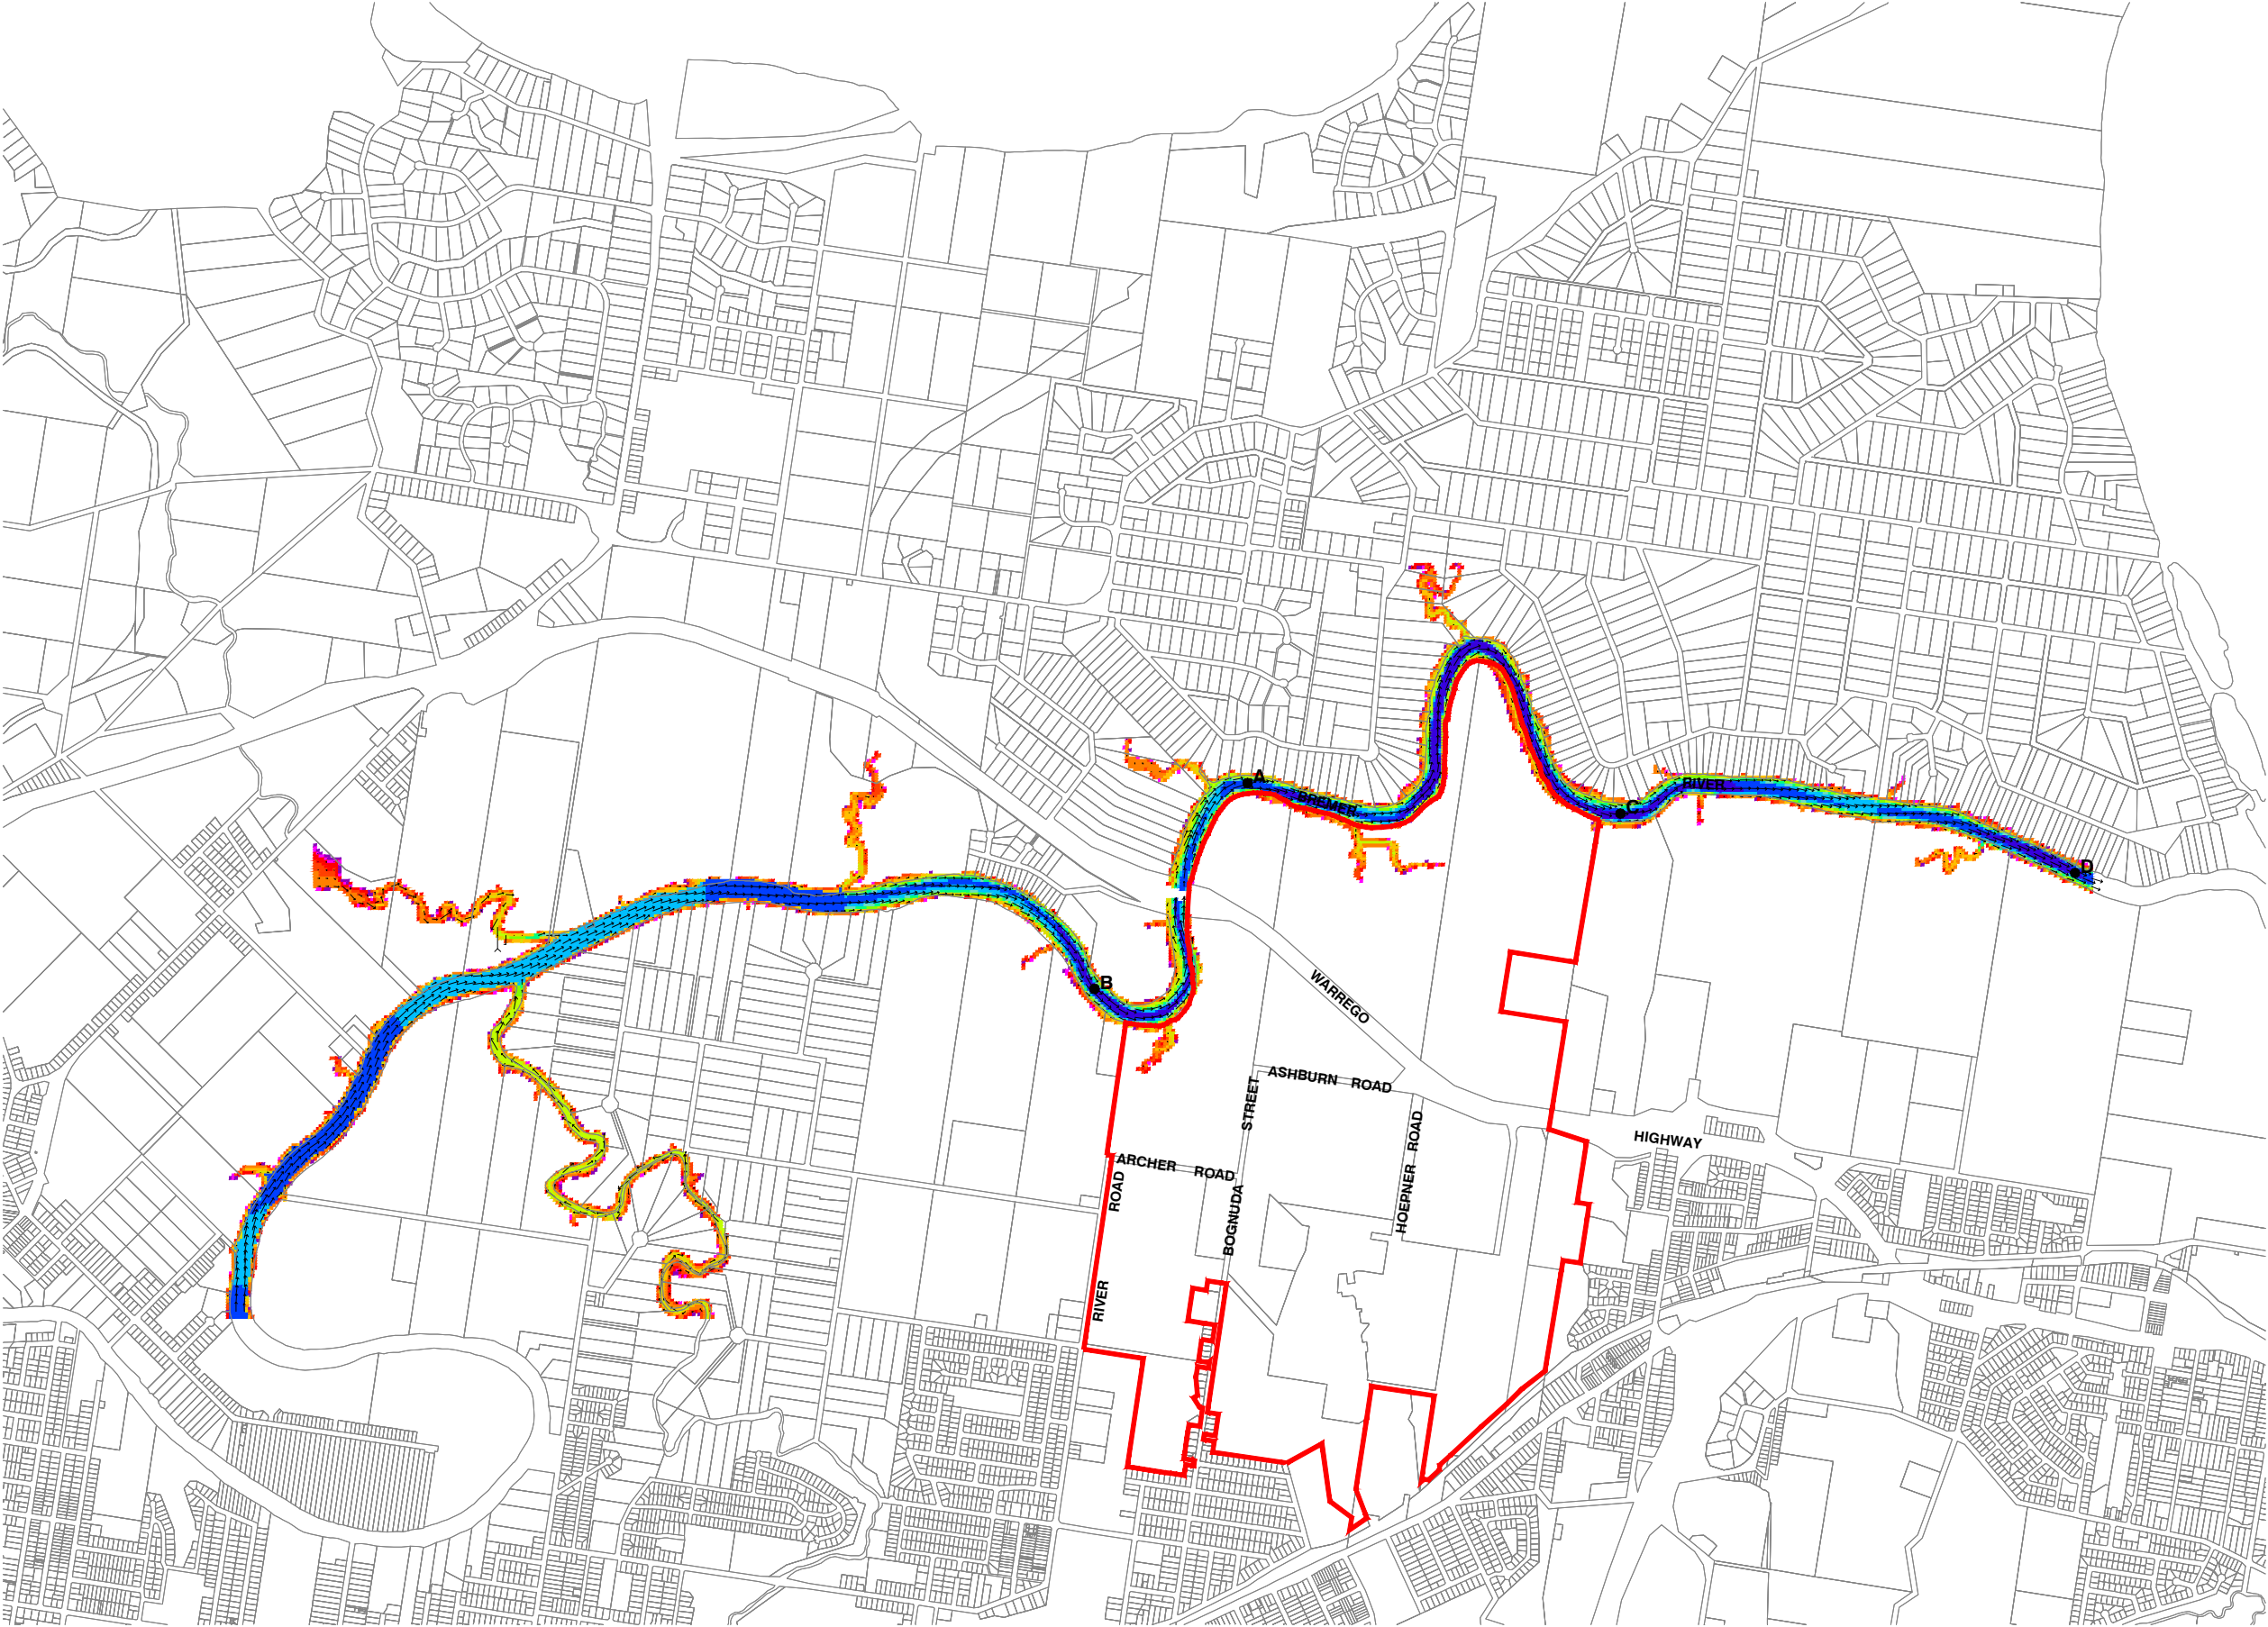 A
BREMER
C
RIVER
D
B
WARREGO
ASHBURN ROAD
STREET
HOEPNER ROAD
HIGHWAY
ARCHER ROAD
ROAD
BOGNUDA
RIVER